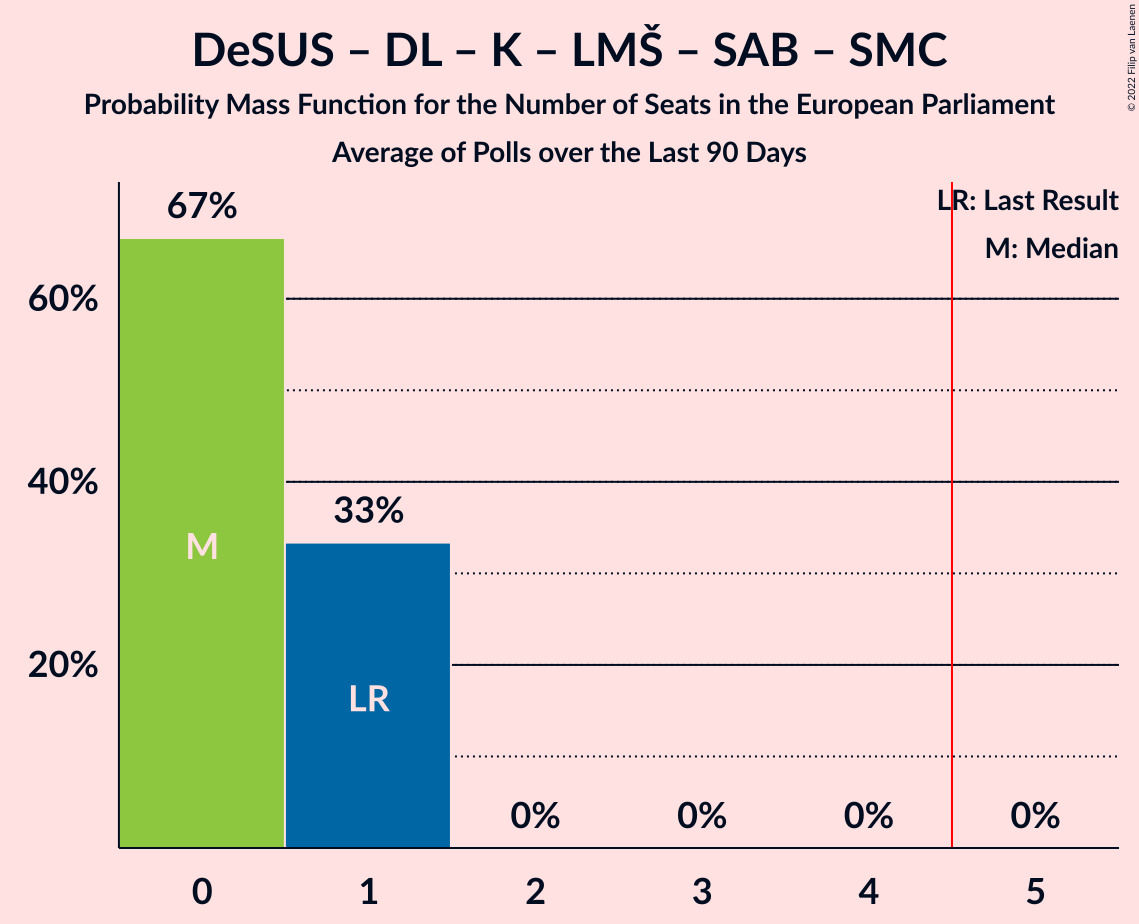 DeSUS – DL – K – LMŠ – SAB – SMC
Probability Mass Function for the Number of Seats in the European Parliament
Average of Polls over the Last 90 Days
© 2022 Filip van Laenen
LR: Last Result
M: Median
67%
60%
40%
33%
20%
M
LR
0%
0%
0%
0%
0
1
2
3
4
5